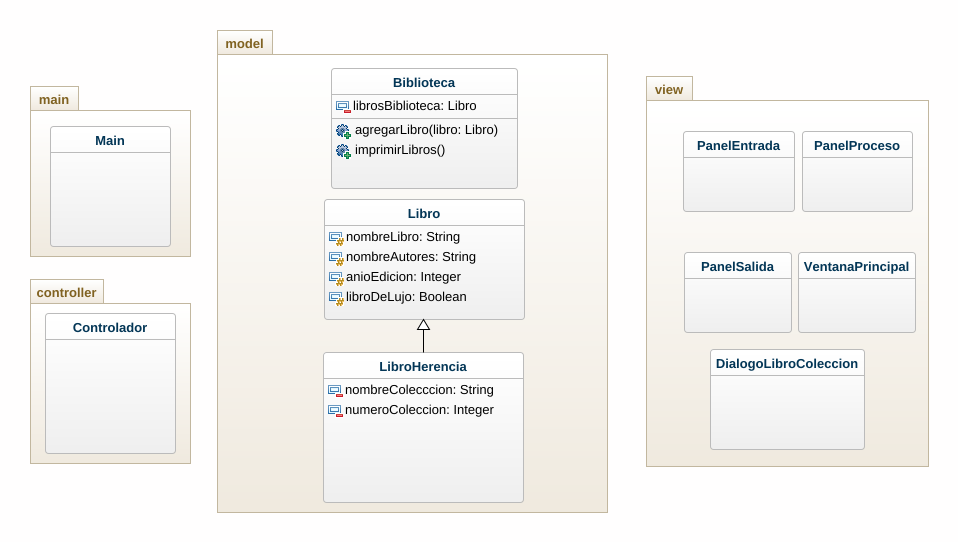 main
Main
controller
Controlador
model
Biblioteca
librosBiblioteca: Libro
agregarLibro(libro: Libro)
imprimirLibros()
Libro
nombreLibro: String
nombreAutores: String
anioEdicion: Integer
libroDeLujo: Boolean
LibroHerencia
nombreColecccion: String
numeroColeccion: Integer
view
PanelEntrada
PanelProceso
PanelSalida
VentanaPrincipal
DialogoLibroColeccion